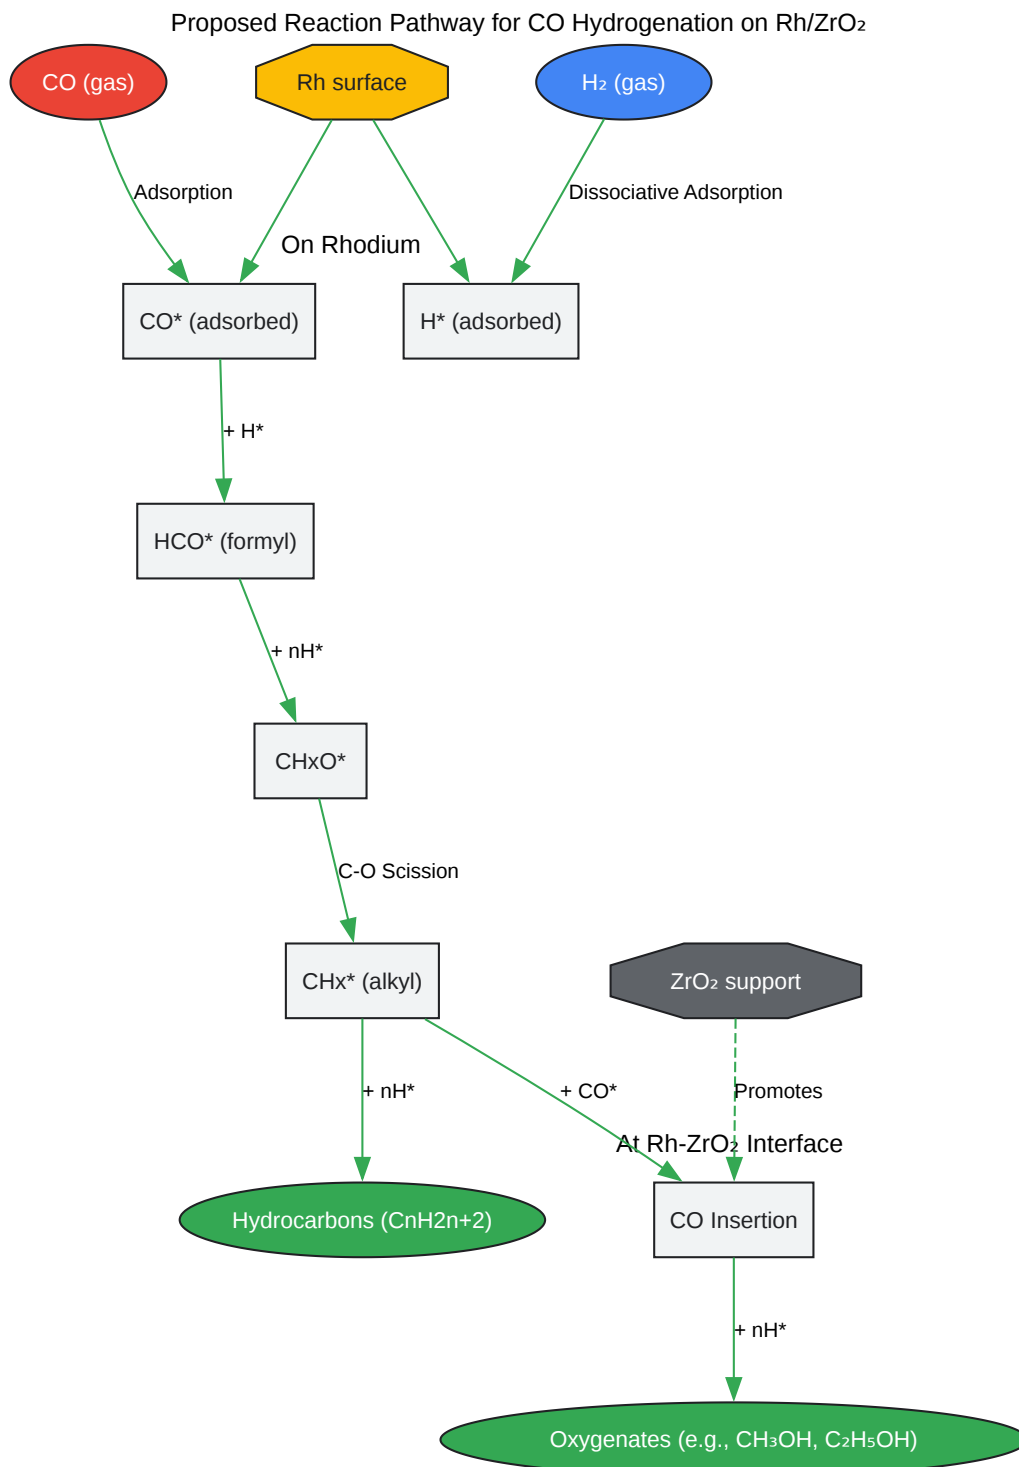 Proposed Reaction Pathway for CO Hydrogenation on Rh/ZrO₂
CO (gas)
Rh surface
H₂ (gas)
Adsorption
Dissociative Adsorption
On Rhodium
CO* (adsorbed)
H* (adsorbed)
+ H*
HCO* (formyl)
+ nH*
CHxO*
C-O Scission
CHx* (alkyl)
ZrO₂ support
+ nH*
+ CO*
Promotes
At Rh-ZrO₂ Interface
Hydrocarbons (CnH2n+2)
CO Insertion
+ nH*
Oxygenates (e.g., CH₃OH, C₂H₅OH)